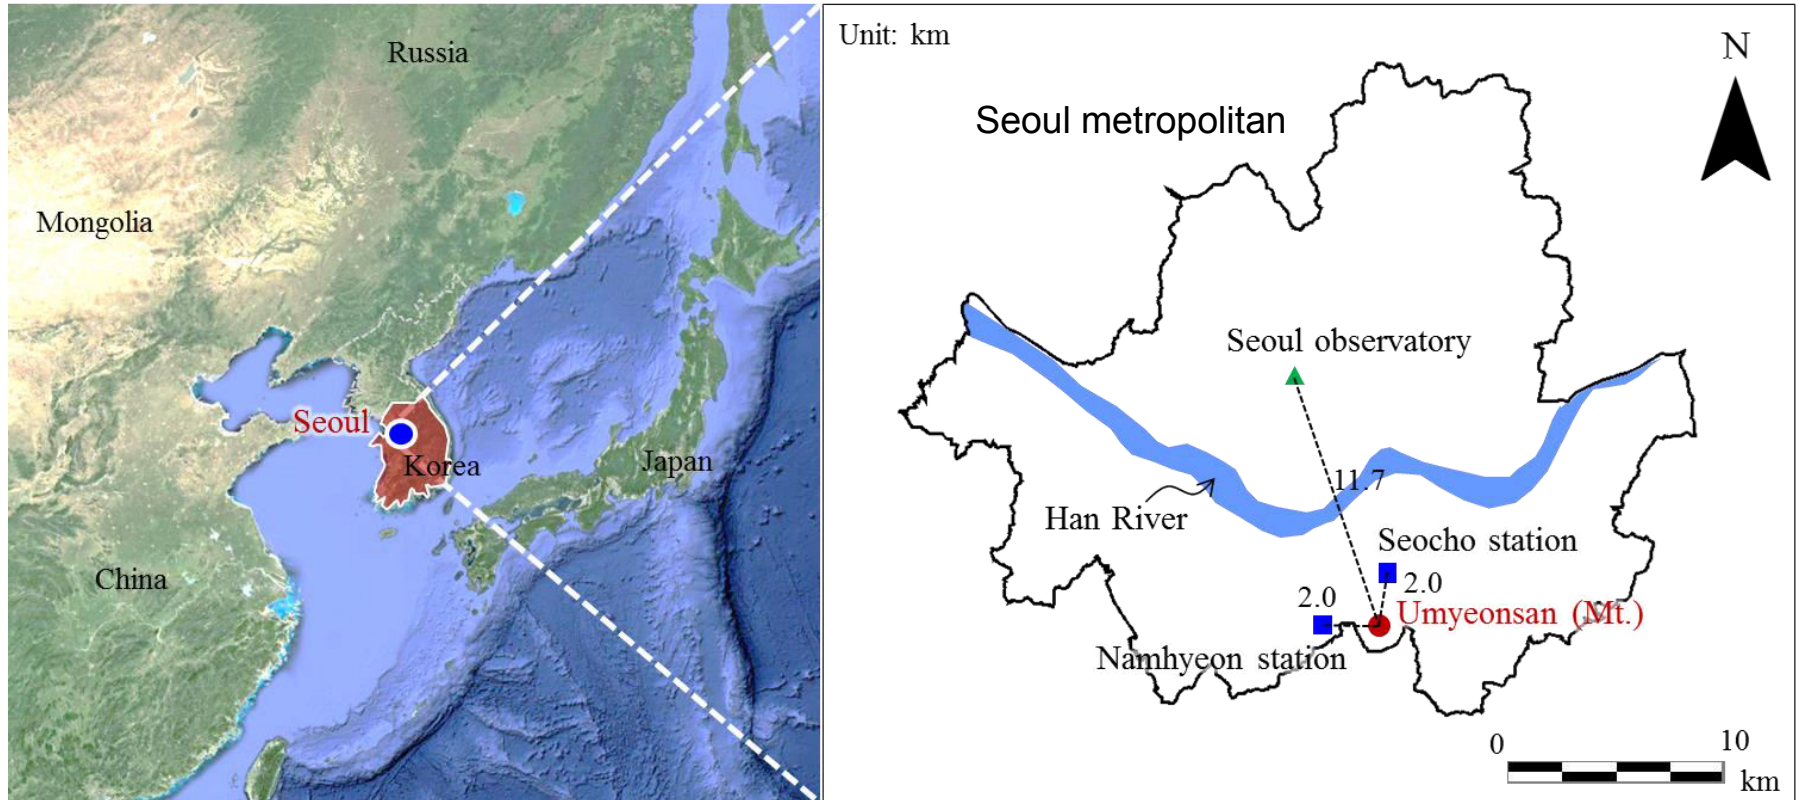 Russia
Mongolia
Seoul
Korea
Japan
China
Unit: km
N
Seoul metropolitan
Seoul observatory
11.7
Han River
Seocho station
2.0
2.0
Umyeonsan (Mt.)
Namhyeon station
0
10
km